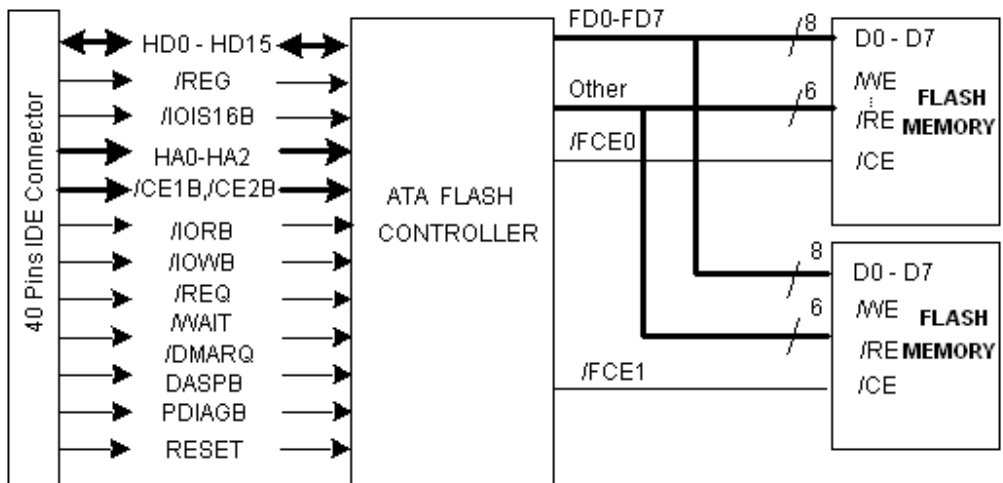 40 Pins IDE Connector
HD0 - HD15
/REG
/IOIS16B
HA0-HA2
/CE1B,/CE2B
/IORB
/IOWB
/REQ
/WAIT
/DMARQ
DASPB
PDIAGB
RESET
ATA FLASH
CONTROLLER
FD0-FD7
8
Other
6
/FCE0
8
6
/FCE1
D0 - D7
/WE
FLASH
/RE MEMORY
/CE
D0 - D7
/WE FLASH
/RE MEMORY
/CE